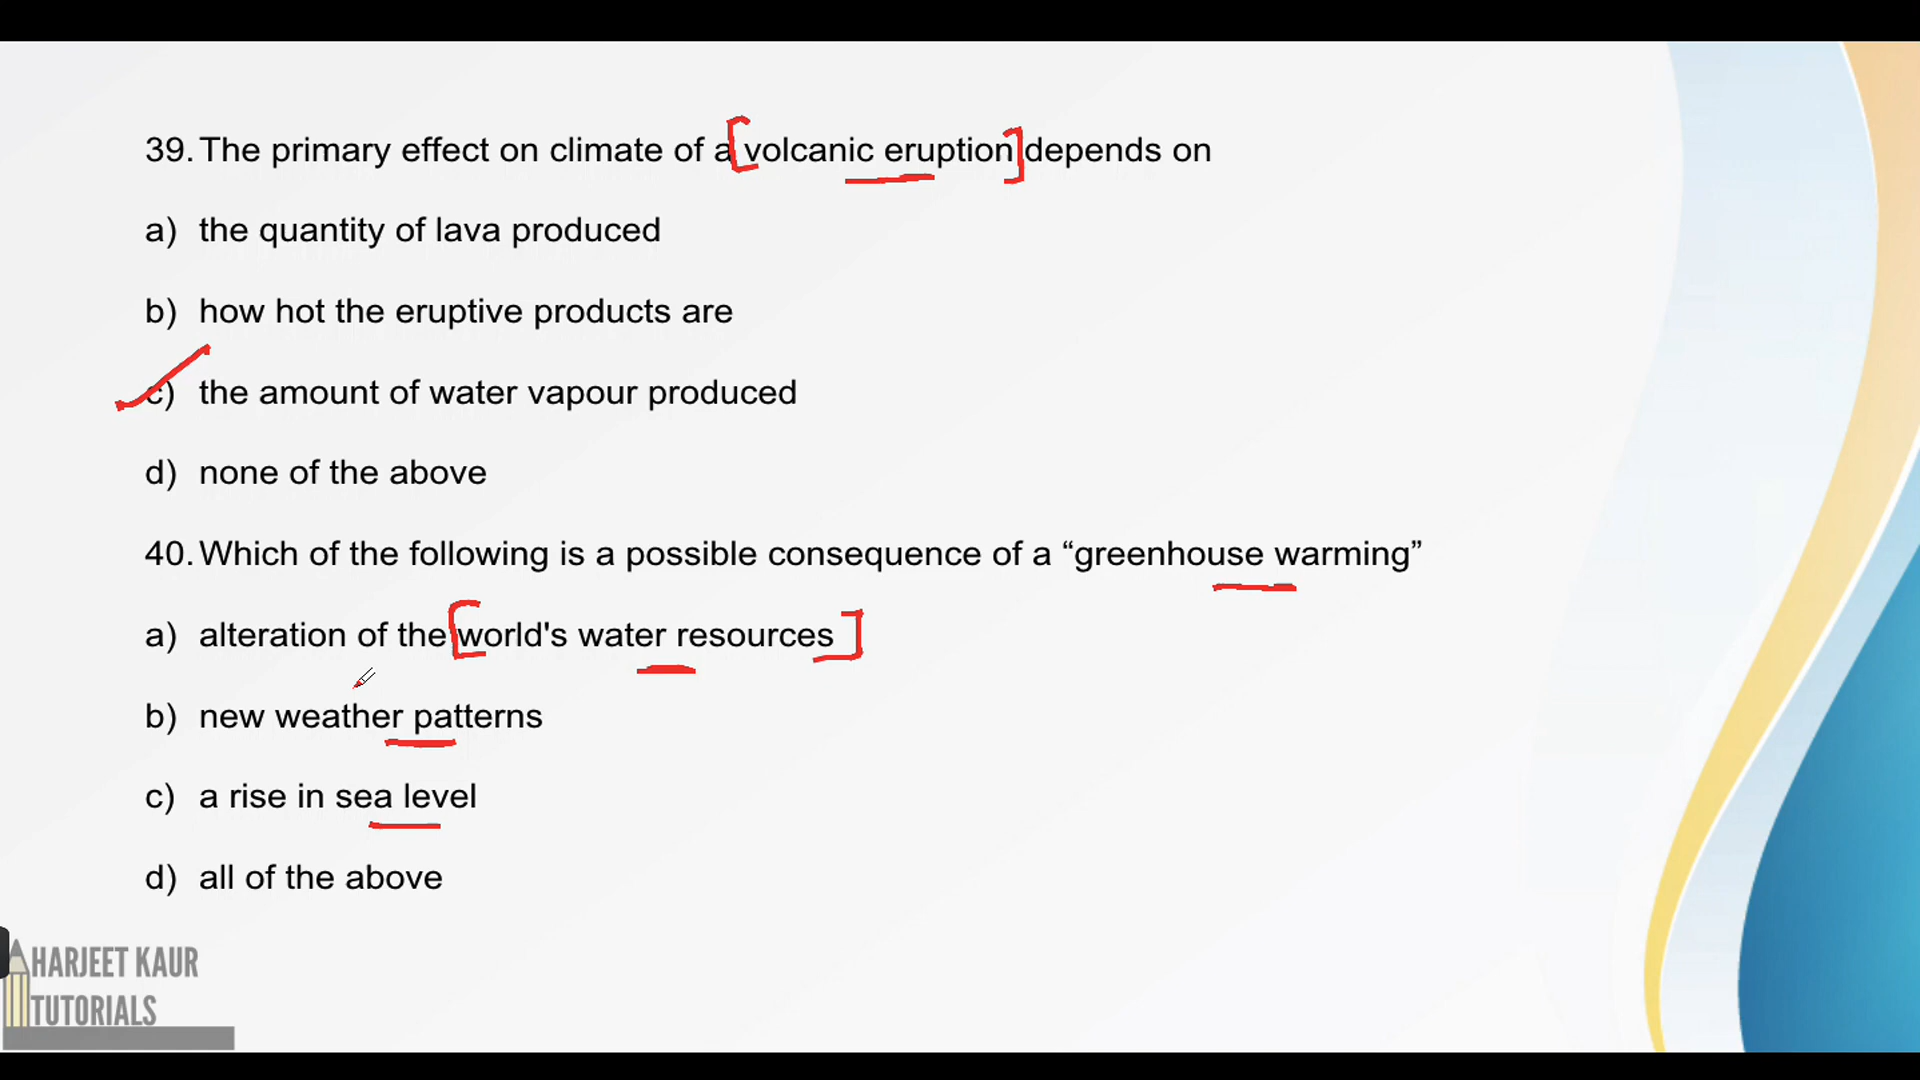 39. The primary effect on climate of a volcanic eruption depends on
a) the quantity of lava produced
b) how hot the eruptive products are
c) the amount of water vapour produced
d) none of the above
40. Which of the following is a possible consequence of a “greenhouse warming”
a) alteration of the world's water resources
b) new weather patterns
c) a rise in sea level
d) all of the above
HARJEET KAUR
TUTORIALS